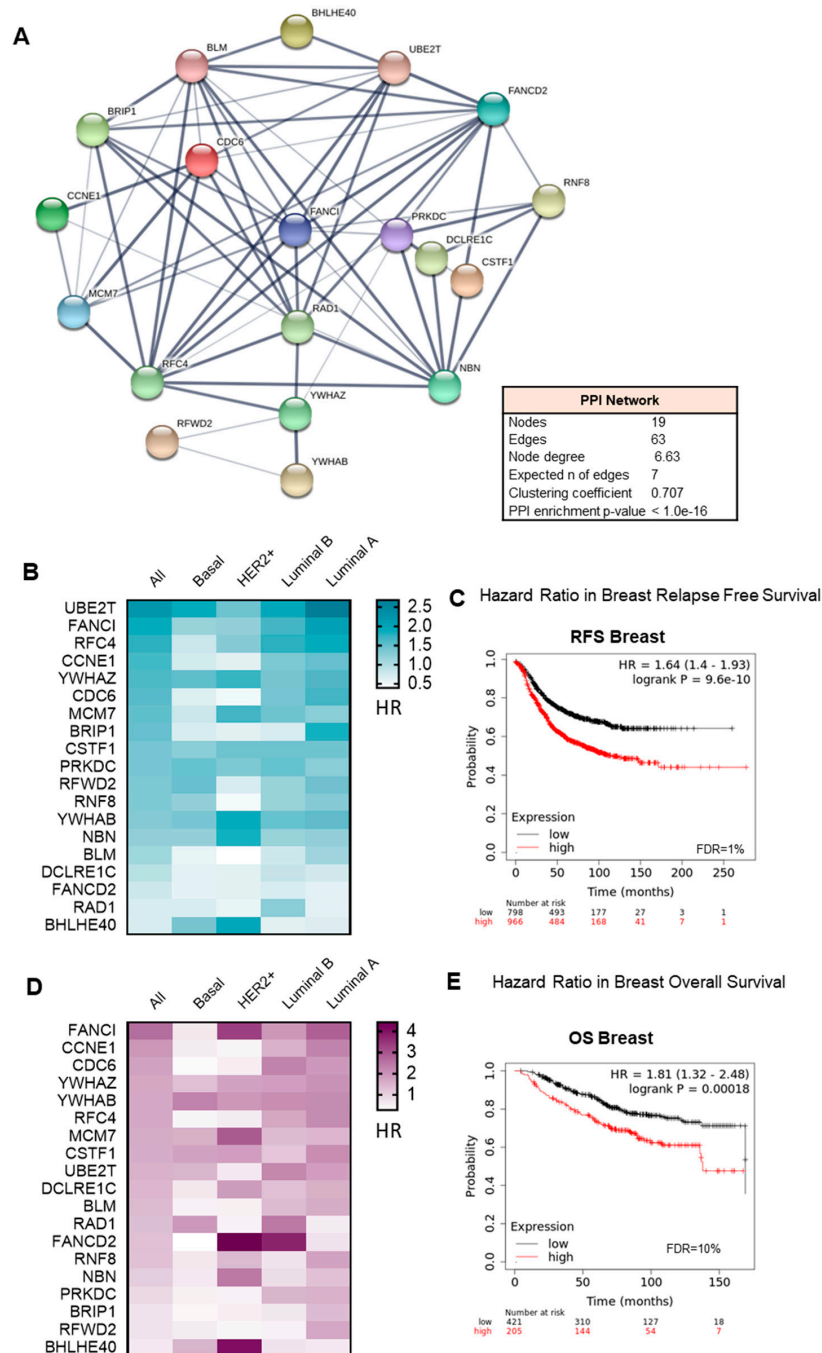 A
BHLHE40
BLM
UBE2T
FANCD2
BRIP1
CDC6
RNF8
CCNE1
FANCI
PRKDC
DCLRE1C
CSTF1
MCM7
RAD1
RFC4
NBN
YWHAZ
RFWD2
YWHAB
PPI Network
Nodes 19
Edges 63
Node degree 6.63
Expected n of edges 7
Clustering coefficient 0.707
PPI enrichment p-value < 1.0e-16
B
All Basal HER2+ Luminal B Luminal A
UBE2T
FANCI
RFC4
CCNE1
YWHAZ
CDC6
MCM7
BRIP1
CSTF1
PRKDC
RFWD2
RNF8
YWHAB
NBN
BLM
DCLRE1C
FANCD2
RAD1
BHLHE40
2.5
2.0
1.5
1.0
0.5
HR
C Hazard Ratio in Breast Relapse Free Survival
RFS Breast
HR = 1.64 (1.4 - 1.93)
logrank P = 9.6e-10
Probability
1.0
0.8
0.6
0.4
0.2
0.0
Expression
low
high
FDR=1%
0 50 100 150 200 250
Time (months)
Number at risk
low 798 493 177 27 3 1
high 966 484 168 41 7 1
D
All Basal HER2+ Luminal B Luminal A
FANCI
CCNE1
CDC6
YWHAZ
YWHAB
RFC4
MCM7
CSTF1
UBE2T
DCLRE1C
BLM
RAD1
FANCD2
RNF8
NBN
PRKDC
BRIP1
RFWD2
BHLHE40
4
3
2
1
HR
E Hazard Ratio in Breast Overall Survival
OS Breast
HR = 1.81 (1.32 - 2.48)
logrank P = 0.00018
Probability
1.0
0.8
0.6
0.4
0.2
0.0
Expression
low
high
FDR=10%
0 50 100 150
Time (months)
Number at risk
low 421 310 127 18
high 205 144 54 7